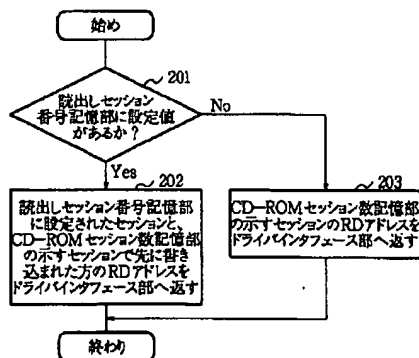 始め
201
読出しセッション
番号記憶部に設定値
があるか？
No
Yes
202
読出しセッション番号記憶部
に設定されたセッションと、
CD-ROMセッション数記憶部
の示すセッションで先に書き
込まれた方のRDアドレスを
ドライバインタフェース部へ返す
203
CD-ROMセッション数記憶部
の示すセッションのRDアドレスを
ドライバインタフェース部へ返す
終わり